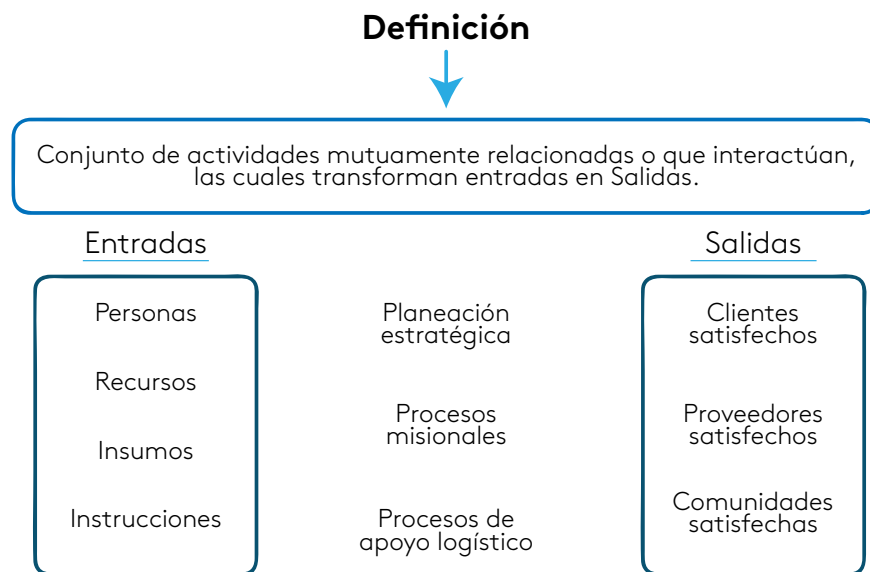 Definición
Conjunto de actividades mutuamente relacionadas o que interactúan,
las cuales transforman entradas en Salidas.
Entradas
Personas
Recursos
Insumos
Instrucciones
Planeación
estratégica
Procesos
misionales
Procesos de
apoyo logístico
Salidas
Clientes
satisfechos
Proveedores
satisfechos
Comunidades
satisfechas